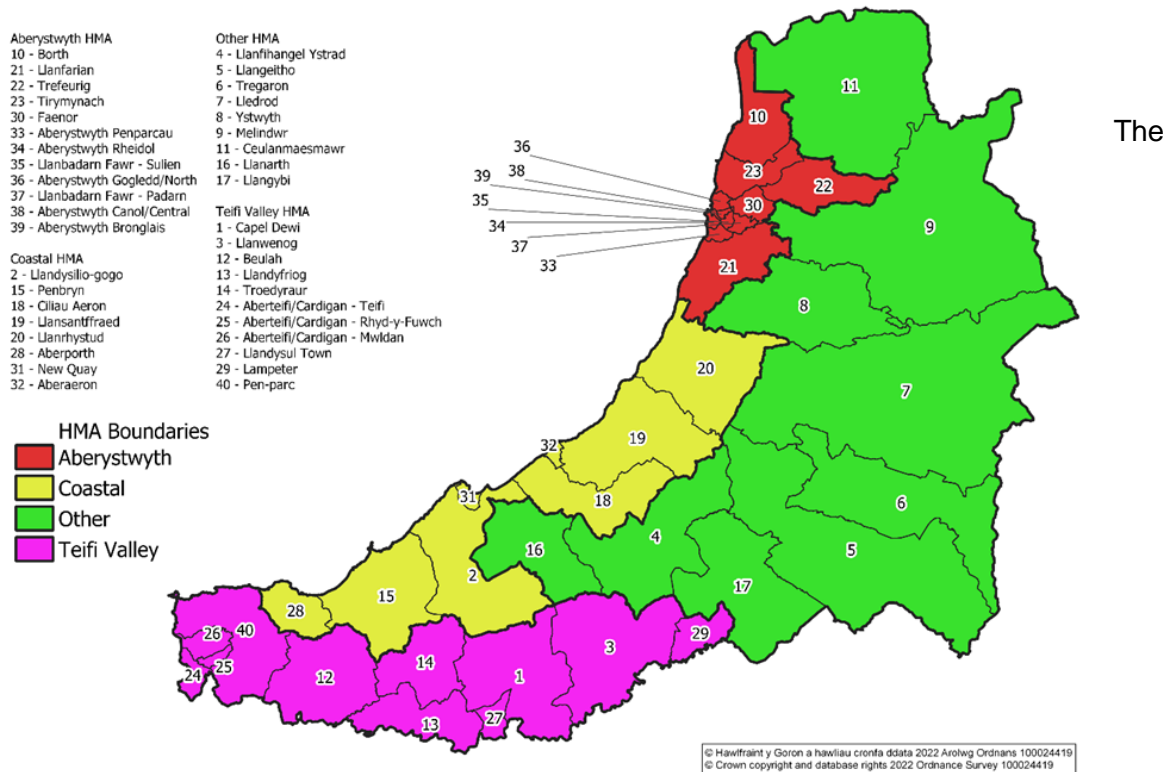 Aberystwyth HMA
10 - Borth
21 - Llanfarian
22 - Trefeurig
23 - Tirymynach
30 - Faenor
33 - Aberystwyth Penparcau
34 - Aberystwyth Rheidol
35 - Llanbadarn Fawr - Sulien
36 - Aberystwyth Gogledd/North
37 - Llanbadarn Fawr - Padarn
38 - Aberystwyth Canol/Central
39 - Aberystwyth Bronglais
Coastal HMA
2 - Llandysilio-gogo
15 - Penbryn
18 - Ciliau Aeron
19 - Llansantffraed
20 - Llanrhystud
28 - Aberporth
31 - New Quay
32 - Aberaeron
Other HMA
4 - Llanfihangel Ystrad
5 - Llangeitho
6 - Tregaron
7 - Lledrod
8 - Ystwyth
9 - Melindwr
11 - Ceulanmaesmawr
16 - Llanarth
17 - Llangybi
Teifi Valley HMA
1 - Capel Dewi
3 - Llanwenog
12 - Beulah
13 - Llandyfriog
14 - Troedyraur
24 - Aberteifi/Cardigan - Teifi
25 - Aberteifi/Cardigan - Rhyd-y-Fuwch
26 - Aberteifi/Cardigan - Mwldan
27 - Llandysul Town
29 - Lampeter
40 - Pen-parc
HMA Boundaries
Aberystwyth
Coastal
Other
Teifi Valley
The
11
10
36
23
38
39
22
35
30
34
9
37
33
21
8
20
7
32
19
31
18
6
16
4
5
2
17
15
28
26
40
29
3
14
25
24
12
1
13
27
© Hawlfraint y Goron a hawliau cronfa ddata 2022 Arolwg Ordnans 100024419
© Crown copyright and database rights 2022 Ordnance Survey 100024419